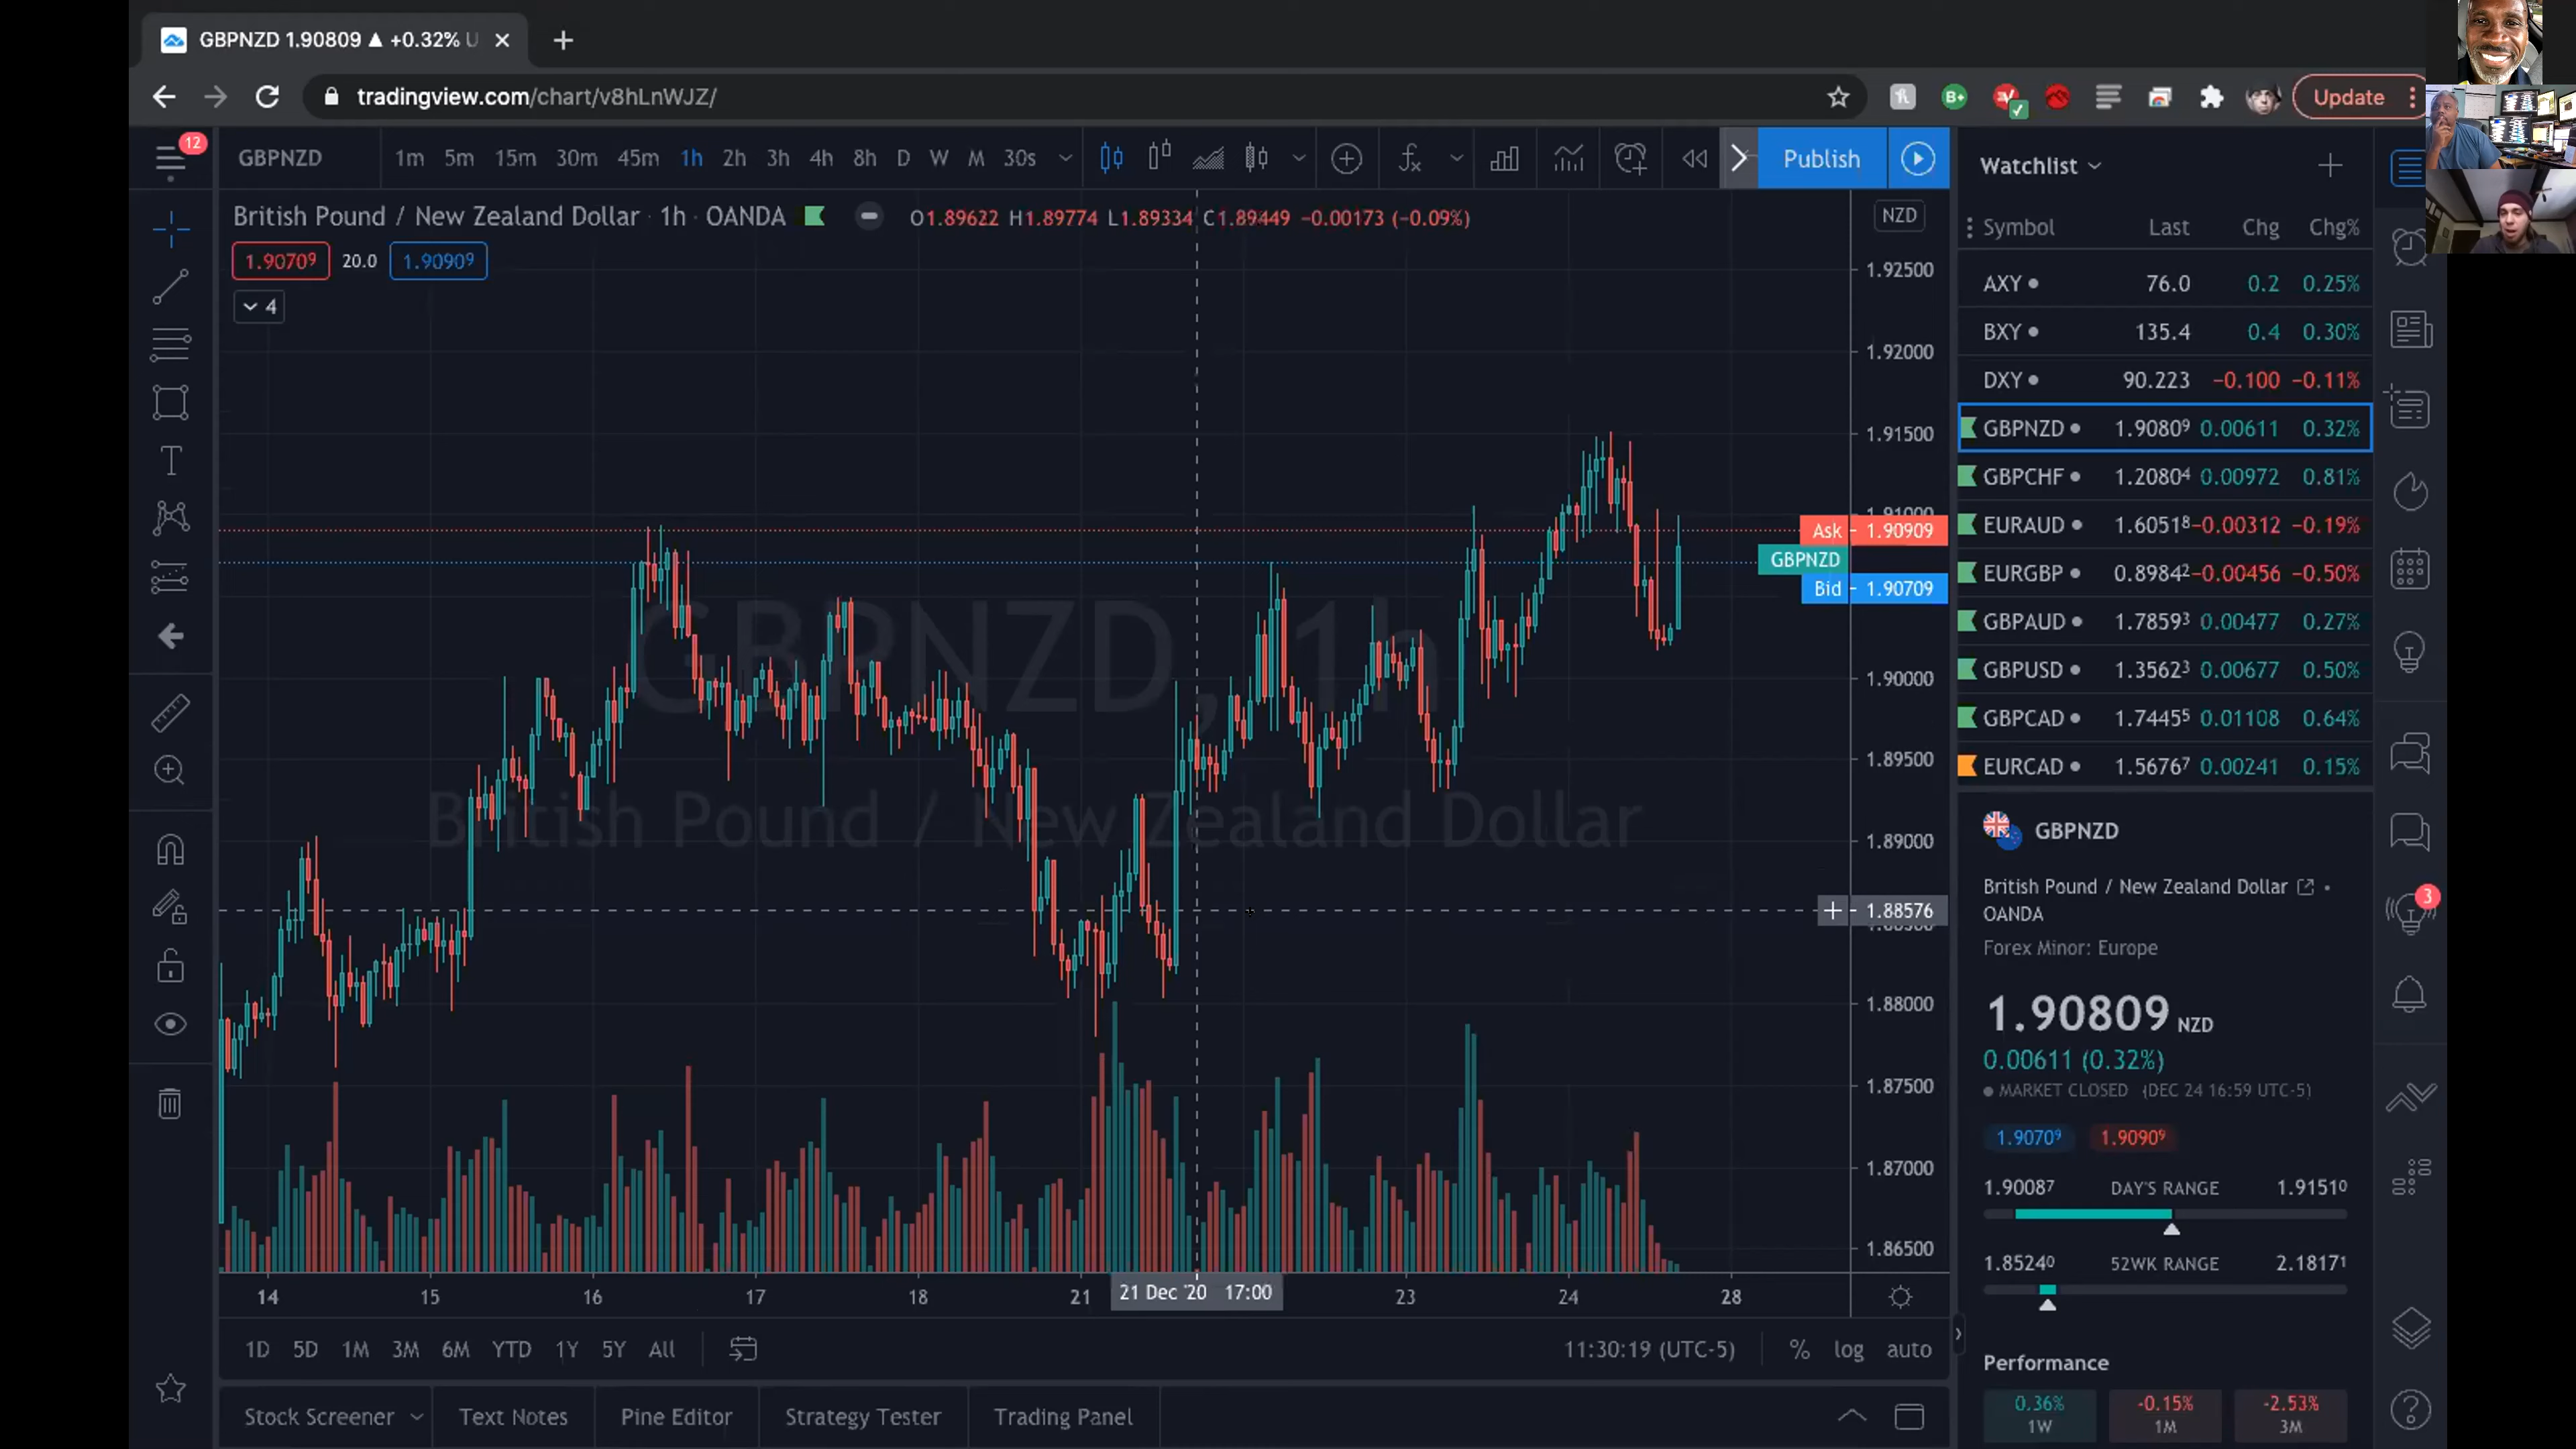 GBPNZD 1.90809 ▲ +0.32% U
tradingview.com/chart/v8hLnWJZ/
Update
12
GBPNZD 1m 5m 15m 30m 45m 1h 2h 3h 4h 8h D W M 30s
Publish
British Pound / New Zealand Dollar · 1h · OANDA O1.89622 H1.89774 L1.89334 C1.89449 −0.00173 (−0.09%)
NZD
1.90709 20.0 1.90909
4
1.92500
1.92000
1.91500
1.91000
Ask 1.90909
GBPNZD
Bid 1.90709
1.90000
1.89500
1.89000
1.88576
1.88500
1.88000
1.87500
1.87000
1.86500
GBPNZD, 1h
British Pound / New Zealand Dollar
14 15 16 17 18 21 21 Dec '20 17:00 23 24 28
1D 5D 1M 3M 6M YTD 1Y 5Y All
11:30:19 (UTC-5) % log auto
Stock Screener Text Notes Pine Editor Strategy Tester Trading Panel
Watchlist
Symbol Last Chg Chg%
AXY 76.0 0.2 0.25%
BXY 135.4 0.4 0.30%
DXY 90.223 −0.100 −0.11%
GBPNZD 1.90809 0.00611 0.32%
GBPCHF 1.20804 0.00972 0.81%
EURAUD 1.60518 −0.00312 −0.19%
EURGBP 0.89842 −0.00456 −0.50%
GBPAUD 1.78593 0.00477 0.27%
GBPUSD 1.35623 0.00677 0.50%
GBPCAD 1.74455 0.01108 0.64%
EURCAD 1.56767 0.00241 0.15%
GBPNZD
British Pound / New Zealand Dollar
OANDA
Forex Minor: Europe
1.90809 NZD
0.00611 (0.32%)
MARKET CLOSED (DEC 24 16:59 UTC-5)
1.90709 1.90909
1.90087 DAY'S RANGE 1.91510
1.85240 52WK RANGE 2.18171
Performance
0.36% −0.15% −2.53%
1W 1M 3M
3